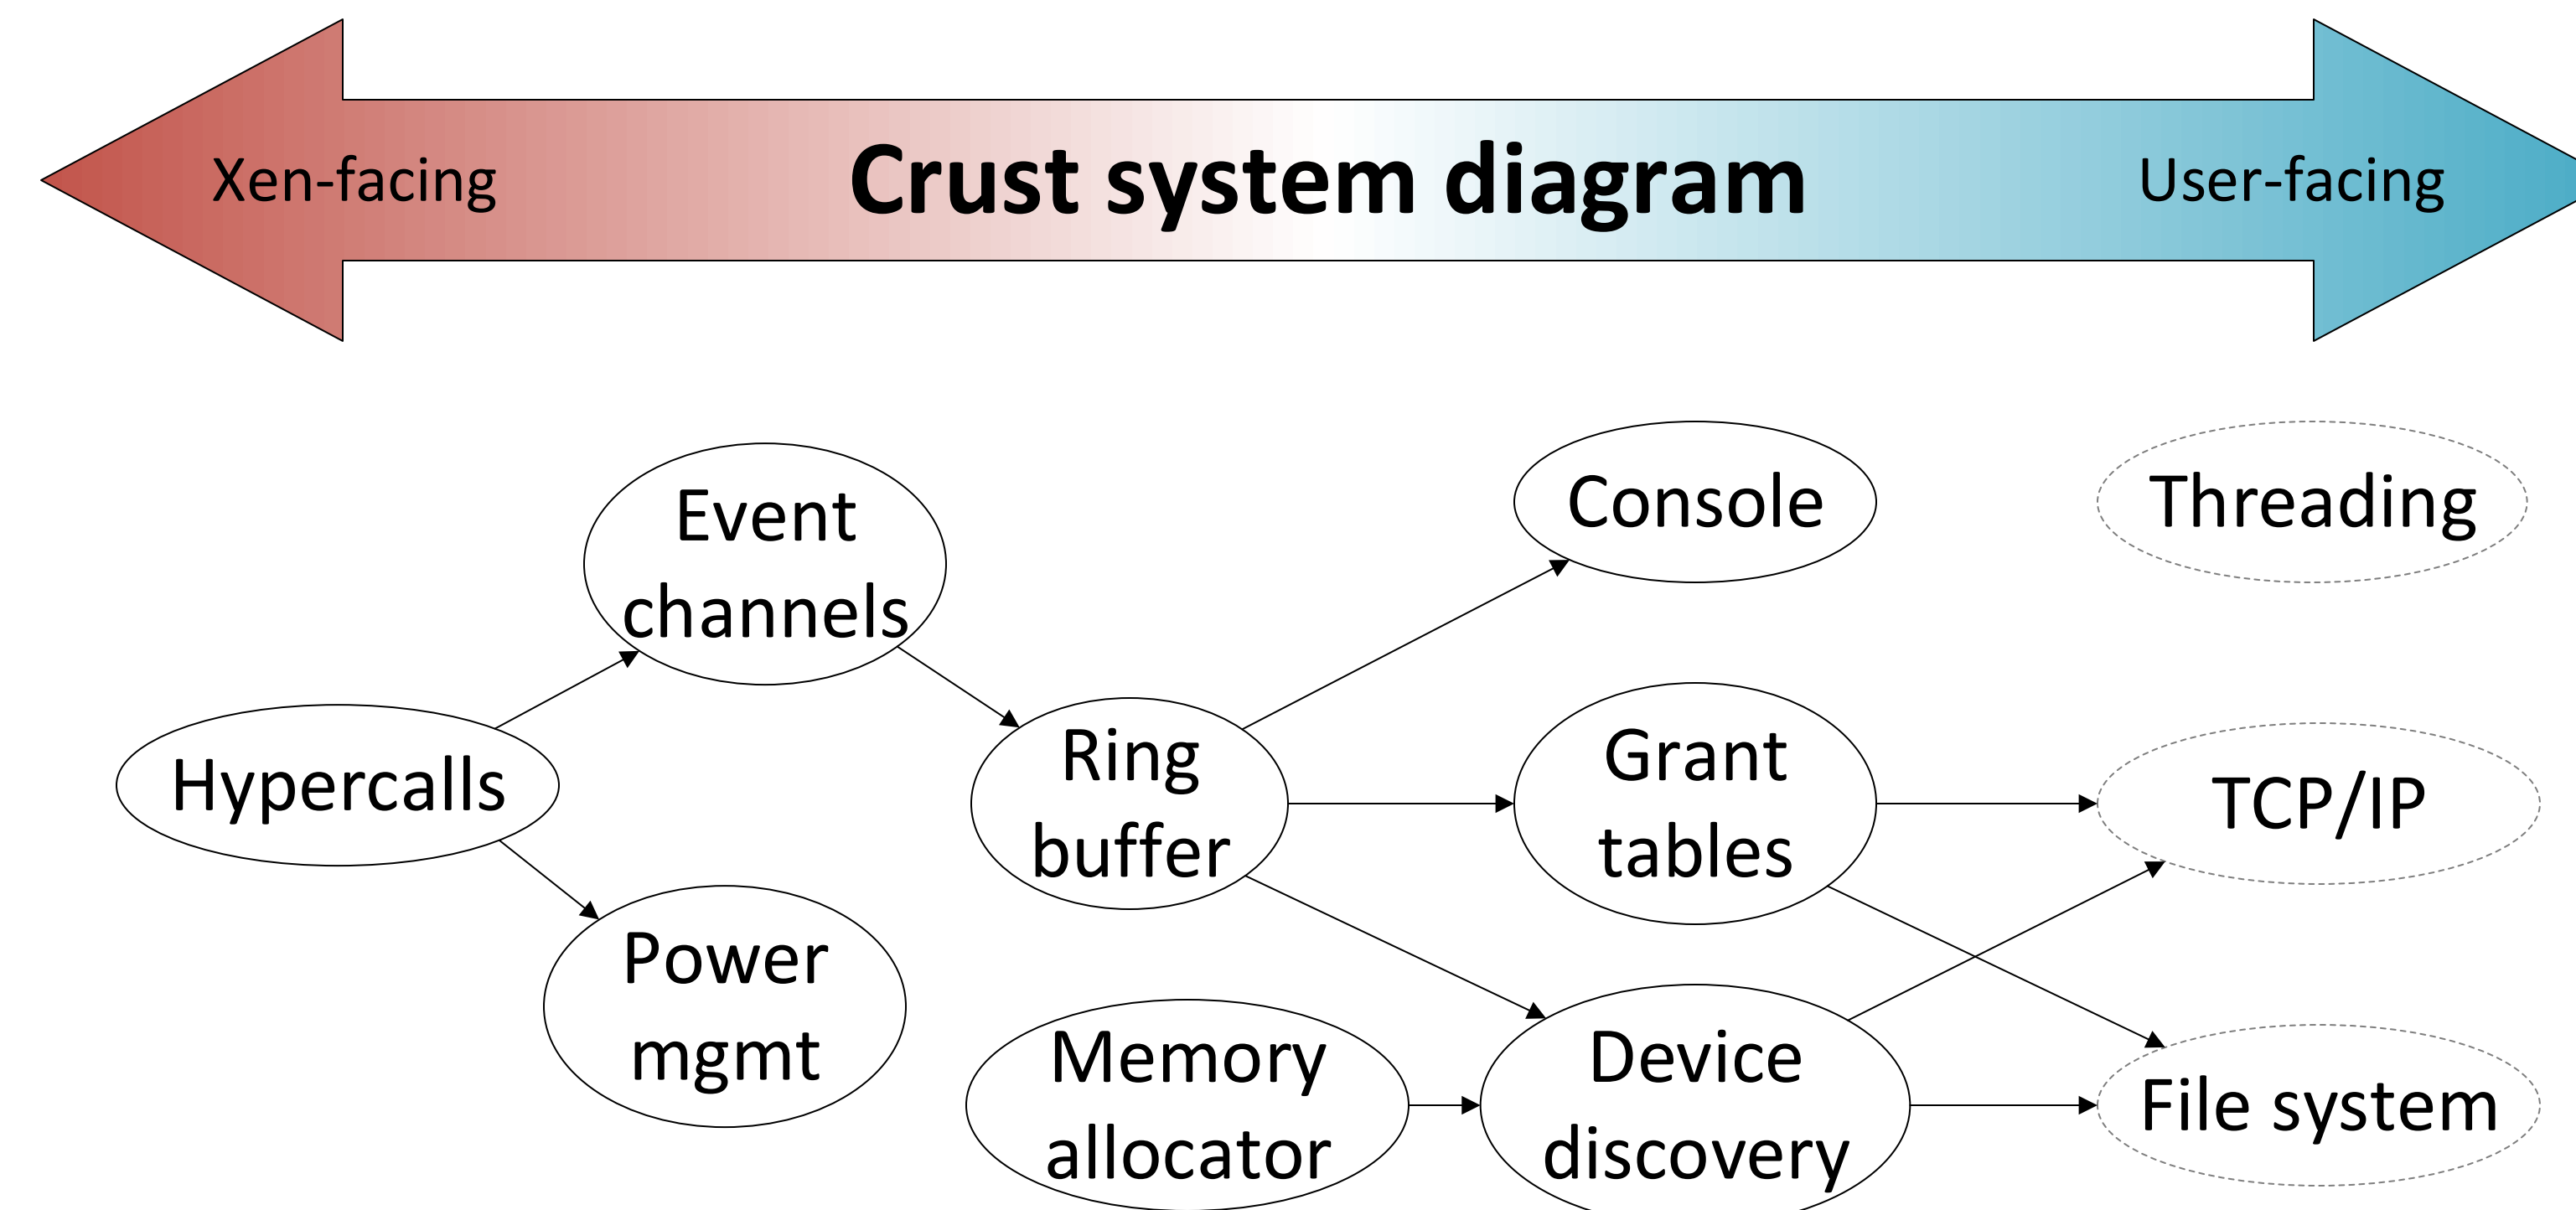 Xen-facing
Crust system diagram
User-facing
Event
channels
Console
Threading
Hypercalls
Ring
buffer
Grant
tables
TCP/IP
Power
mgmt
Memory
allocator
Device
discovery
File system